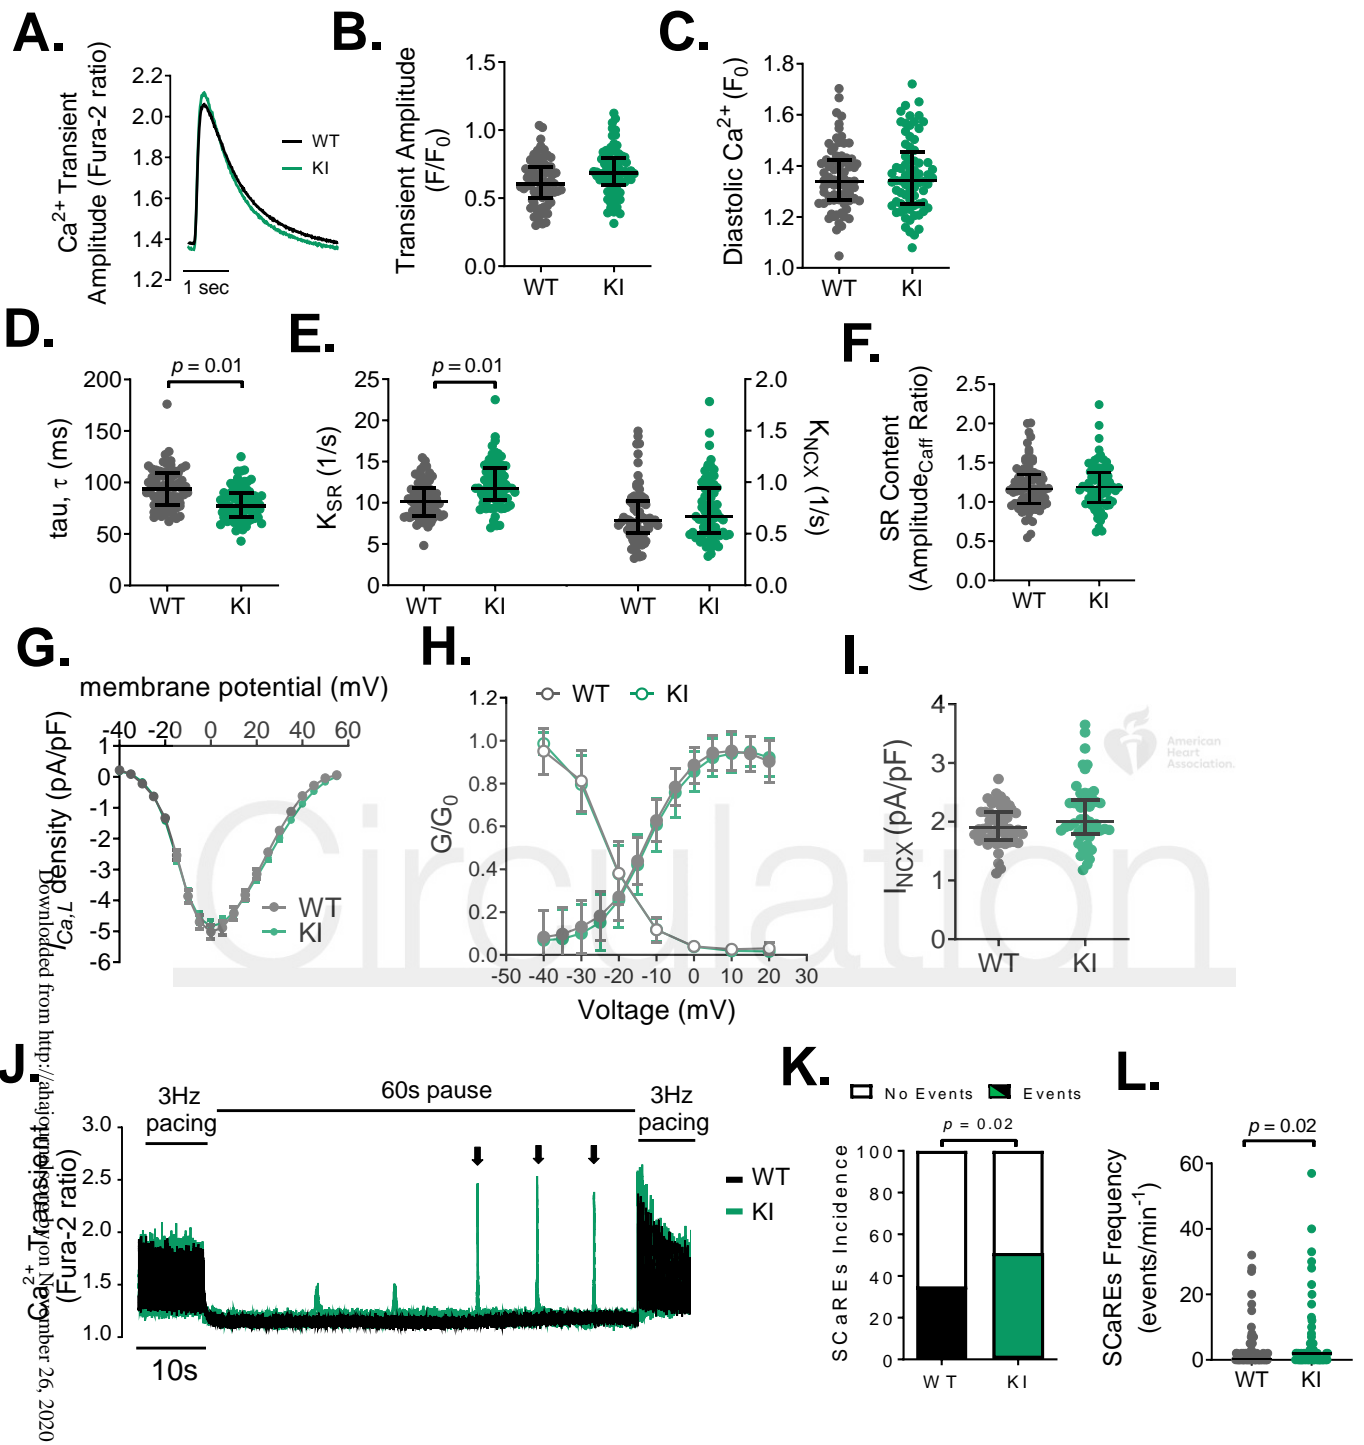 A.
Ca2+ Transient
Amplitude (Fura-2 ratio)
2.2
2.0
1.8
1.6
1.4
1.2
WT
KI
1 sec
B.
Transient Amplitude
(F/F0)
1.5
1.0
0.5
0.0
WT KI
C.
Diastolic Ca2+ (F0)
1.8
1.6
1.4
1.2
1.0
WT KI
D.
p = 0.01
tau, τ (ms)
200
150
100
50
0
WT KI
E.
p = 0.01
KSR (1/s)
25
20
15
10
5
0
WT KI WT KI
2.0
1.5
1.0
0.5
0.0
KNCX (1/s)
F.
SR Content
(AmplitudeCaff Ratio)
2.5
2.0
1.5
1.0
0.5
0.0
WT KI
G.
membrane potential (mV)
-40 -20 0 20 40 60
ICa,L density (pA/pF)
1
0
-1
-2
-3
-4
-5
-6
WT
KI
H.
WT KI
G/G0
1.2
1.0
0.8
0.6
0.4
0.2
0.0
-50 -40 -30 -20 -10 0 10 20 30
Voltage (mV)
I.
INCX (pA/pF)
4
3
2
1
0
WT KI
American
Heart
Association.
Circulation
J.
3Hz
pacing
60s pause
3Hz
pacing
Ca2+ Transient
(Fura-2 ratio)
3.0
2.5
2.0
1.5
1.0
WT
KI
10s
K.
No Events Events
p = 0.02
SCaREs Incidence
100
80
60
40
20
0
WT KI
L.
p = 0.02
SCaREs Frequency
(events/min-1)
60
40
20
0
WT KI
Downloaded from http://ahajournals.org by on November 26, 2020